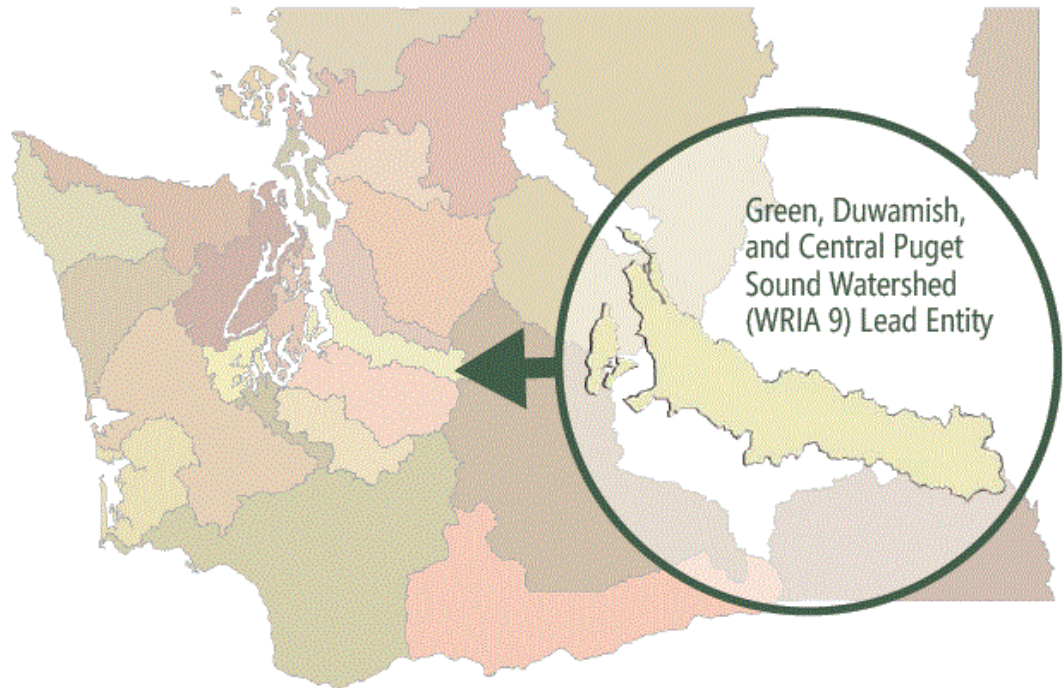 Green, Duwamish,
and Central Puget
Sound Watershed
(WRIA 9) Lead Entity